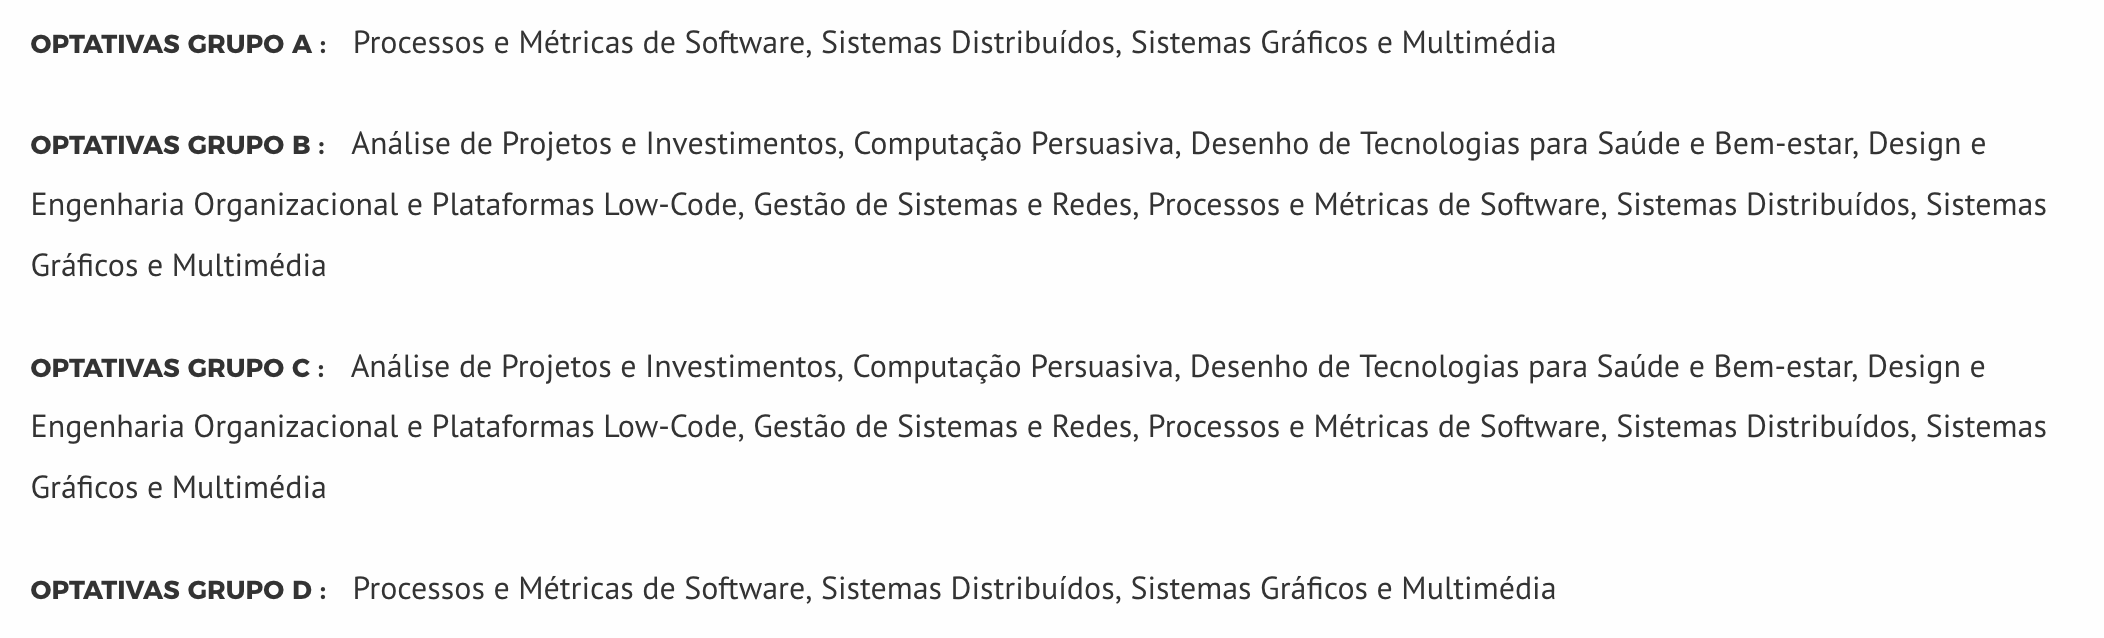 OPTATIVAS GRUPO A : Processos e Métricas de Software, Sistemas Distribuídos, Sistemas Gráficos e Multimédia
OPTATIVAS GRUPO B : Análise de Projetos e Investimentos, Computação Persuasiva, Desenho de Tecnologias para Saúde e Bem-estar, Design e
Engenharia Organizacional e Plataformas Low-Code, Gestão de Sistemas e Redes, Processos e Métricas de Software, Sistemas Distribuídos, Sistemas
Gráficos e Multimédia
OPTATIVAS GRUPO C : Análise de Projetos e Investimentos, Computação Persuasiva, Desenho de Tecnologias para Saúde e Bem-estar, Design e
Engenharia Organizacional e Plataformas Low-Code, Gestão de Sistemas e Redes, Processos e Métricas de Software, Sistemas Distribuídos, Sistemas
Gráficos e Multimédia
OPTATIVAS GRUPO D : Processos e Métricas de Software, Sistemas Distribuídos, Sistemas Gráficos e Multimédia